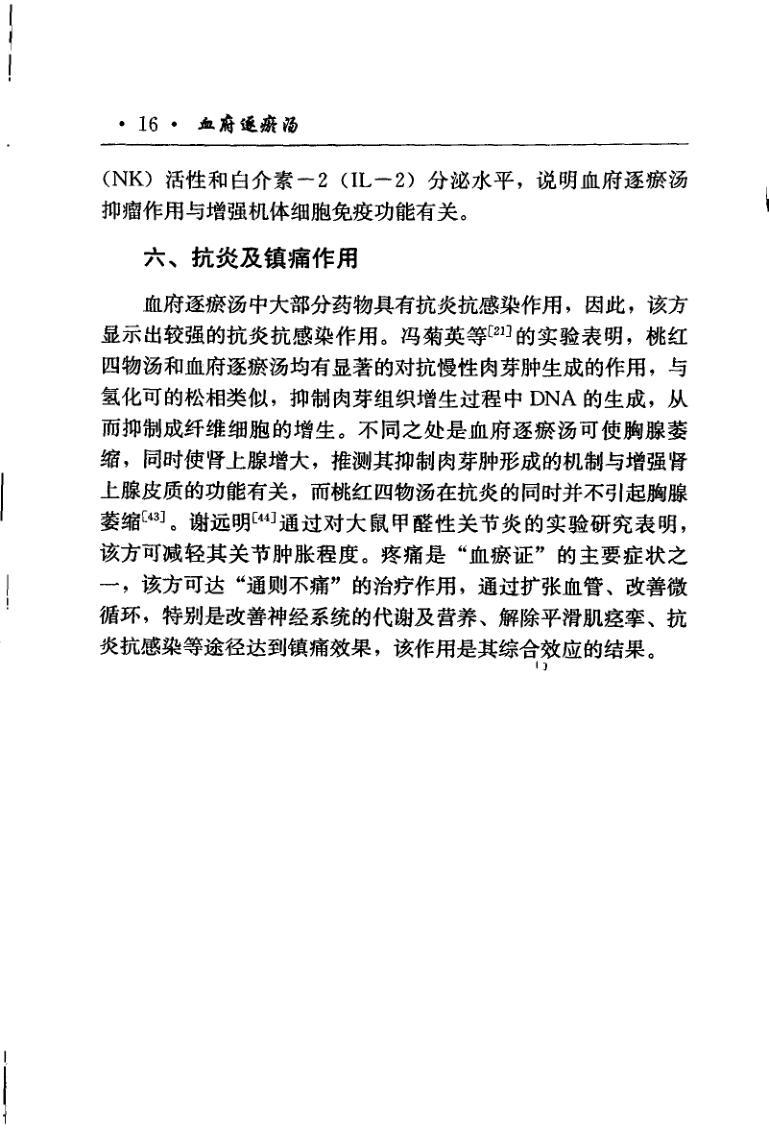 • 16 • 血府逐瘀汤
（NK）活性和白介素－2（IL－2）分泌水平，说明血府逐瘀汤
抑瘤作用与增强机体细胞免疫功能有关。
六、抗炎及镇痛作用
血府逐瘀汤中大部分药物具有抗炎抗感染作用，因此，该方
显示出较强的抗炎抗感染作用。冯菊英等[21]的实验表明，桃红
四物汤和血府逐瘀汤均有显著的对抗慢性肉芽肿生成的作用，与
氢化可的松相类似，抑制肉芽组织增生过程中 DNA 的生成，从
而抑制成纤维细胞的增生。不同之处是血府逐瘀汤可使胸腺萎
缩，同时使肾上腺增大，推测其抑制肉芽肿形成的机制与增强肾
上腺皮质的功能有关，而桃红四物汤在抗炎的同时并不引起胸腺
萎缩[43]。谢远明[44]通过对大鼠甲醛性关节炎的实验研究表明，
该方可减轻其关节肿胀程度。疼痛是“血瘀证”的主要症状之
一，该方可达“通则不痛”的治疗作用，通过扩张血管、改善微
循环，特别是改善神经系统的代谢及营养、解除平滑肌痉挛、抗
炎抗感染等途径达到镇痛效果，该作用是其综合效应的结果。